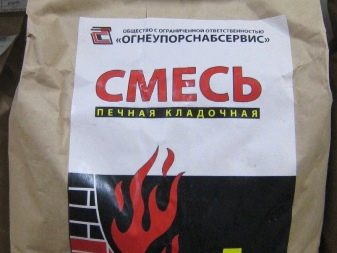 ОБЩЕСТВО С ОГРАНИЧЕННОЙ ОТВЕТСТВЕННОСТЬЮ
«ОГНЕУПОРСНАБСЕРВИС»
СМЕСЬ
ПЕЧНАЯ КЛАДОЧНАЯ